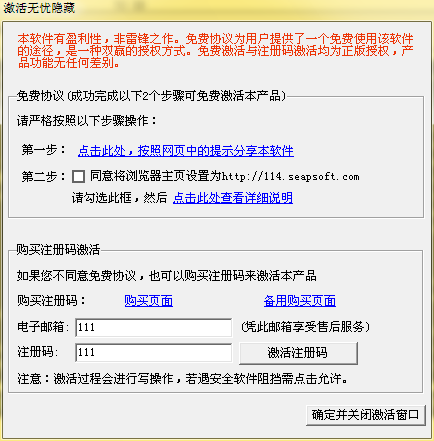 激活无忧隐藏
本软件有盈利性，非雷锋之作。免费协议为用户提供了一个免费使用该软件
的途径，是一种双赢的授权方式。免费激活与注册码激活均为正版授权，产
品功能无任何差别。
免费协议(成功完成以下2个步骤可免费激活本产品)
请严格按照以下步骤操作：
第一步： 点击此处，按照网页中的提示分享本软件
第二步： 同意将浏览器主页设置为http://114.seapsoft.com
请勾选此框，然后 点击此处查看详细说明
购买注册码激活
如果您不同意免费协议，也可以购买注册码来激活本产品
购买注册码： 购买页面 备用购买页面
电子邮箱: 111 (凭此邮箱享受售后服务)
注册码: 111 激活注册码
注意：激活过程会进行写操作，若遇安全软件阻挡需点击允许。
确定并关闭激活窗口